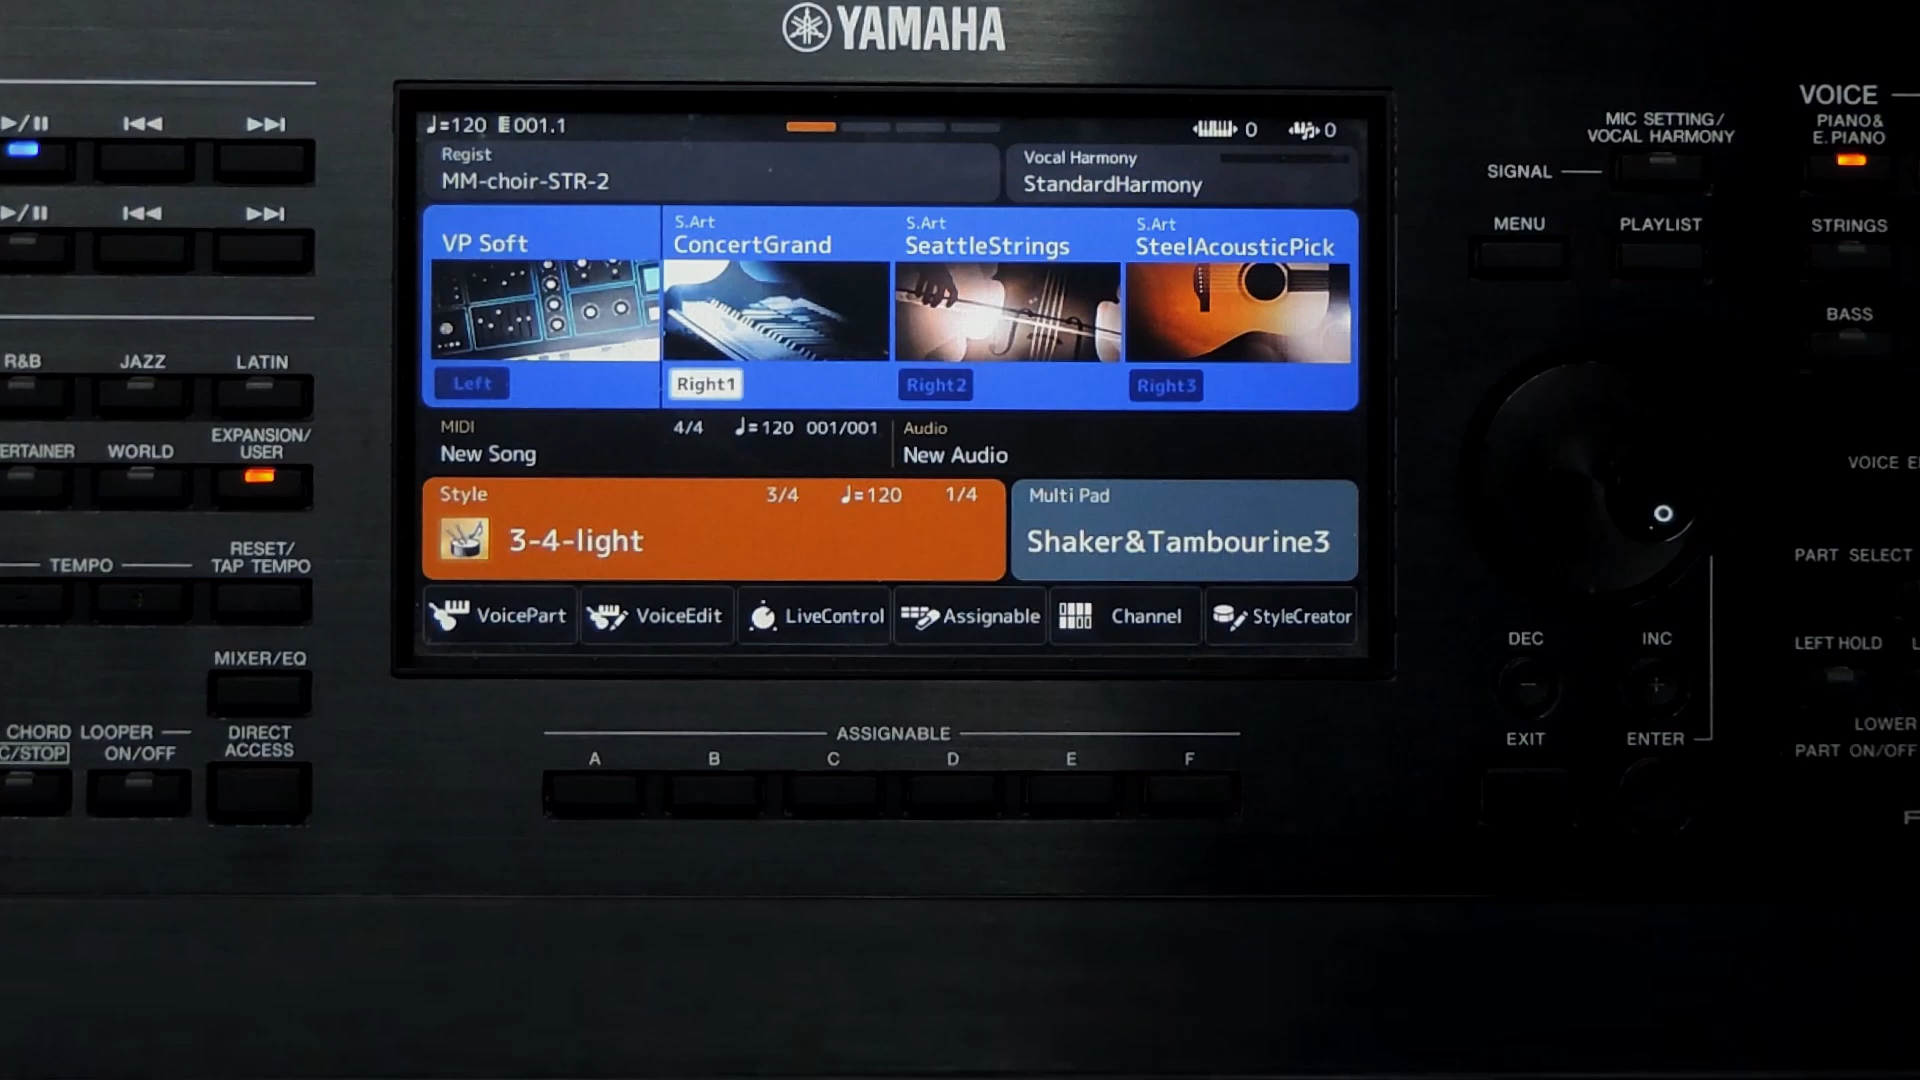 YAMAHA
♩=120 001.1
0
0
Regist
MM-choir-STR-2
Vocal Harmony
StandardHarmony
VP Soft
S.Art
ConcertGrand
S.Art
SeattleStrings
S.Art
SteelAcousticPick
Left
Right1
Right2
Right3
MIDI
4/4 ♩=120 001/001
New Song
Audio
New Audio
Style 3/4 ♩=120 1/4
3-4-light
Multi Pad
Shaker&Tambourine3
VoicePart
VoiceEdit
LiveControl
Assignable
Channel
StyleCreator
R&B
JAZZ
LATIN
WORLD
EXPANSION/
USER
TEMPO
RESET/
TAP TEMPO
MIXER/EQ
CHORD LOOPER
C/STOP
ON/OFF
DIRECT
ACCESS
ASSIGNABLE
A B C D E F
MIC SETTING/
VOCAL HARMONY
SIGNAL
MENU
PLAYLIST
DEC
INC
EXIT
ENTER
VOICE
PIANO&
E.PIANO
STRINGS
BASS
VOICE
PART SELECT
LEFT HOLD
LOWER
PART ON/OFF